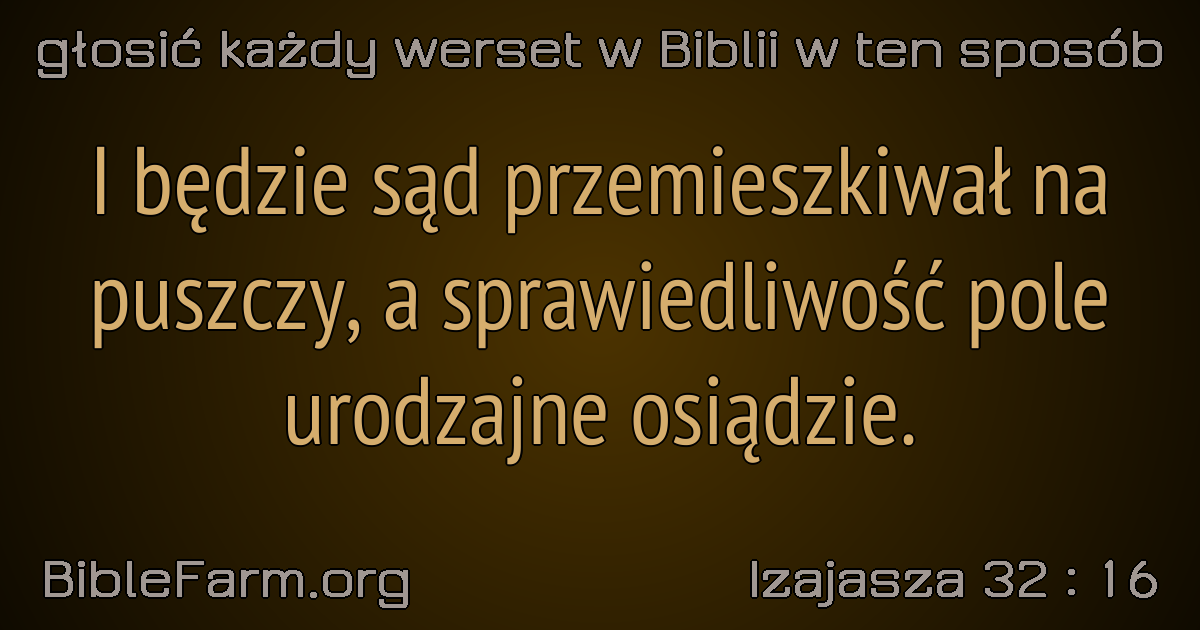 głosić każdy werset w Biblii w ten sposób
I będzie sąd przemieszkiwał na
puszczy, a sprawiedliwość pole
urodzajne osiądzie.
BibleFarm.org
Izajasza 32 : 16